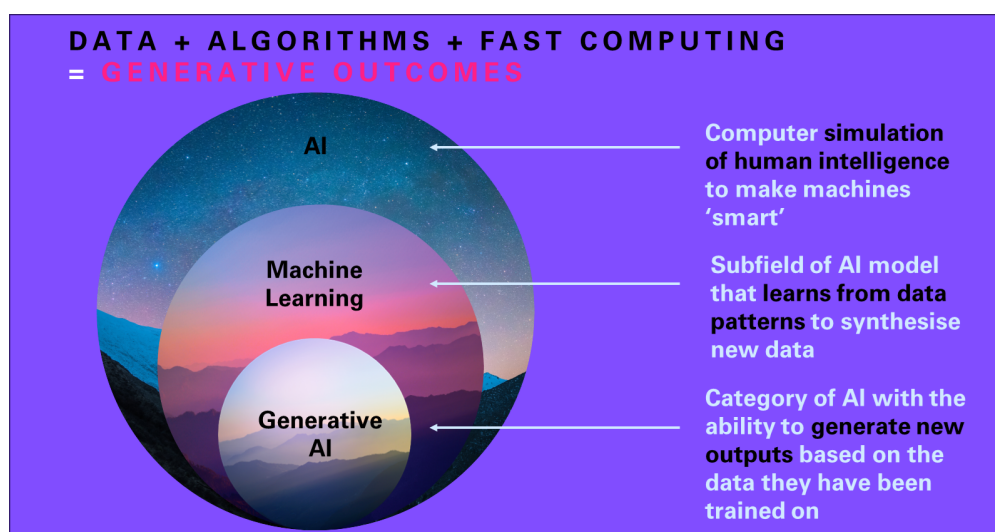 DATA + ALGORITHMS + FAST COMPUTING
= GENERATIVE OUTCOMES
AI
Computer simulation
of human intelligence
to make machines
‘smart’
Machine
Learning
Subfield of AI model
that learns from data
patterns to synthesise
new data
Generative
AI
Category of AI with the
ability to generate new
outputs based on the
data they have been
trained on